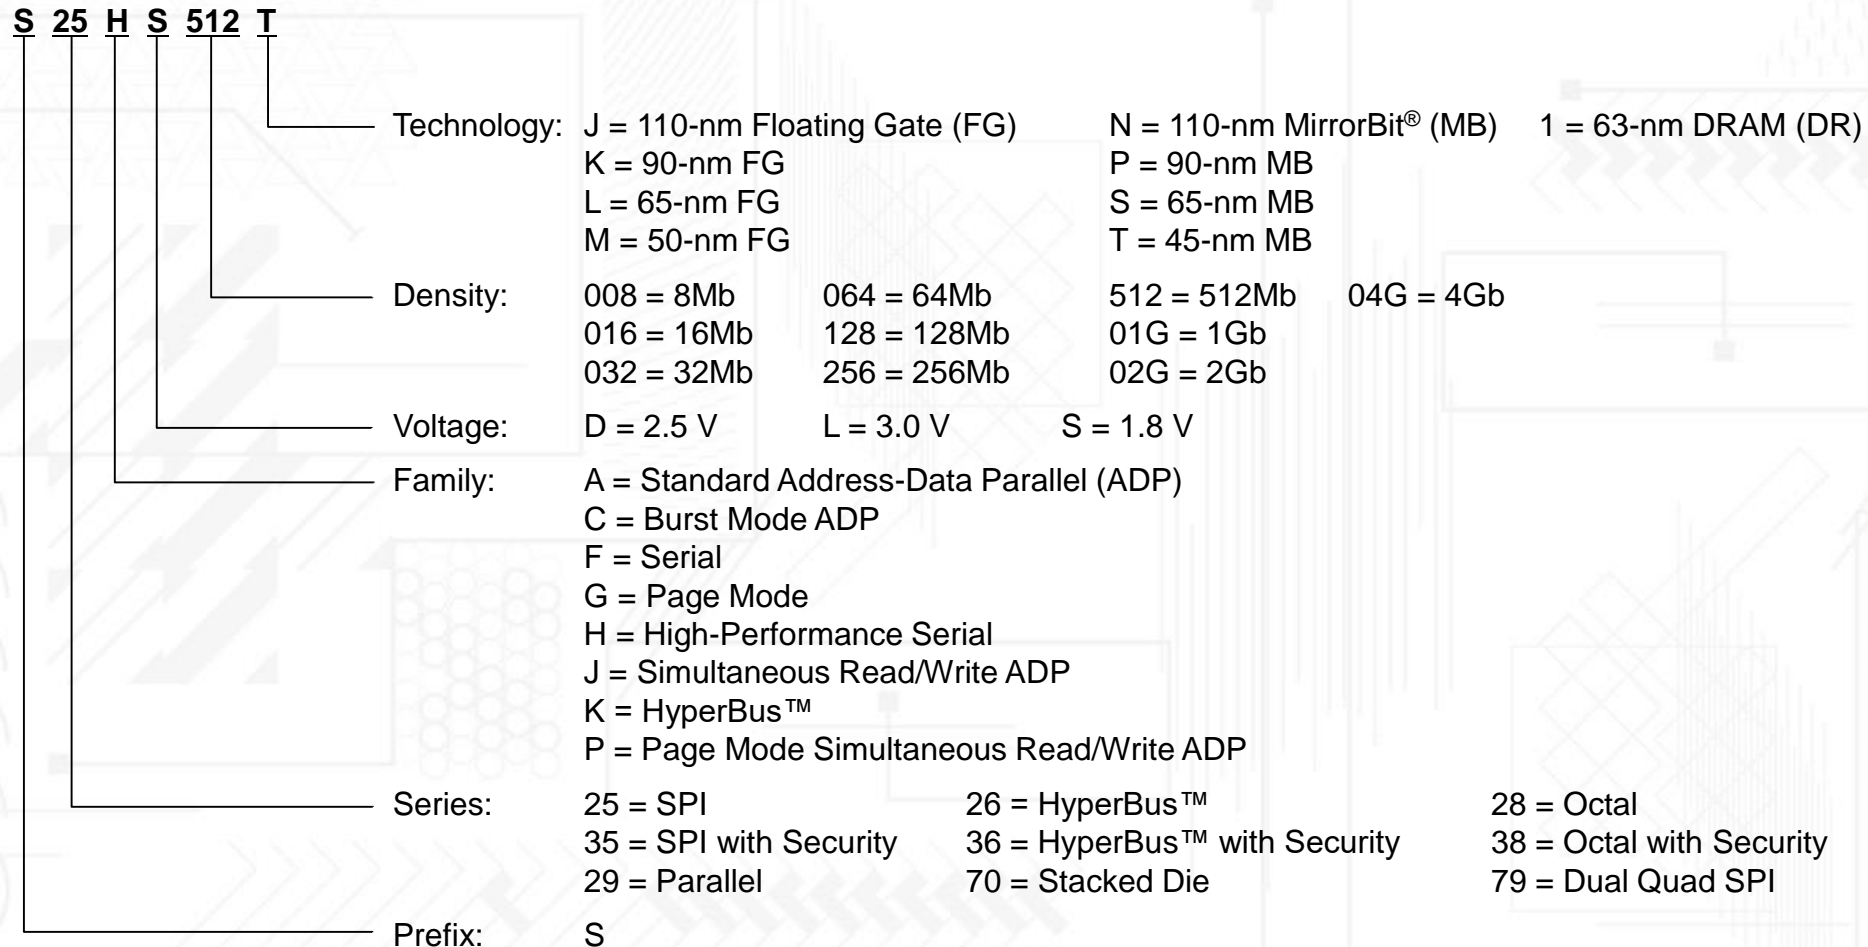 S 25 H S 512 T
Technology: J = 110-nm Floating Gate (FG) N = 110-nm MirrorBit® (MB) 1 = 63-nm DRAM (DR)
K = 90-nm FG P = 90-nm MB
L = 65-nm FG S = 65-nm MB
M = 50-nm FG T = 45-nm MB
Density: 008 = 8Mb 064 = 64Mb 512 = 512Mb 04G = 4Gb
016 = 16Mb 128 = 128Mb 01G = 1Gb
032 = 32Mb 256 = 256Mb 02G = 2Gb
Voltage: D = 2.5 V L = 3.0 V S = 1.8 V
Family: A = Standard Address-Data Parallel (ADP)
C = Burst Mode ADP
F = Serial
G = Page Mode
H = High-Performance Serial
J = Simultaneous Read/Write ADP
K = HyperBus™
P = Page Mode Simultaneous Read/Write ADP
Series: 25 = SPI 26 = HyperBus™ 28 = Octal
35 = SPI with Security 36 = HyperBus™ with Security 38 = Octal with Security
29 = Parallel 70 = Stacked Die 79 = Dual Quad SPI
Prefix: S